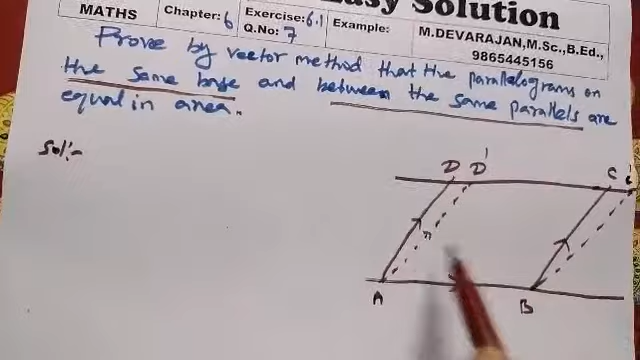 Easy Solution
MATHS
Chapter: 6
Exercise: 6.1
Q.No: 7
Example:
M.DEVARAJAN,M.Sc.,B.Ed.,
9865445156
Prove by vector method that the parallelograms on
the same base and between the same parallels are
equal in area.
Sol:-
D D' C C'
A B